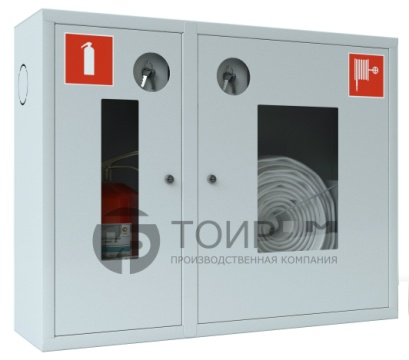 ТОИР М
ПРОИЗВОДСТВЕННАЯ КОМПАНИЯ